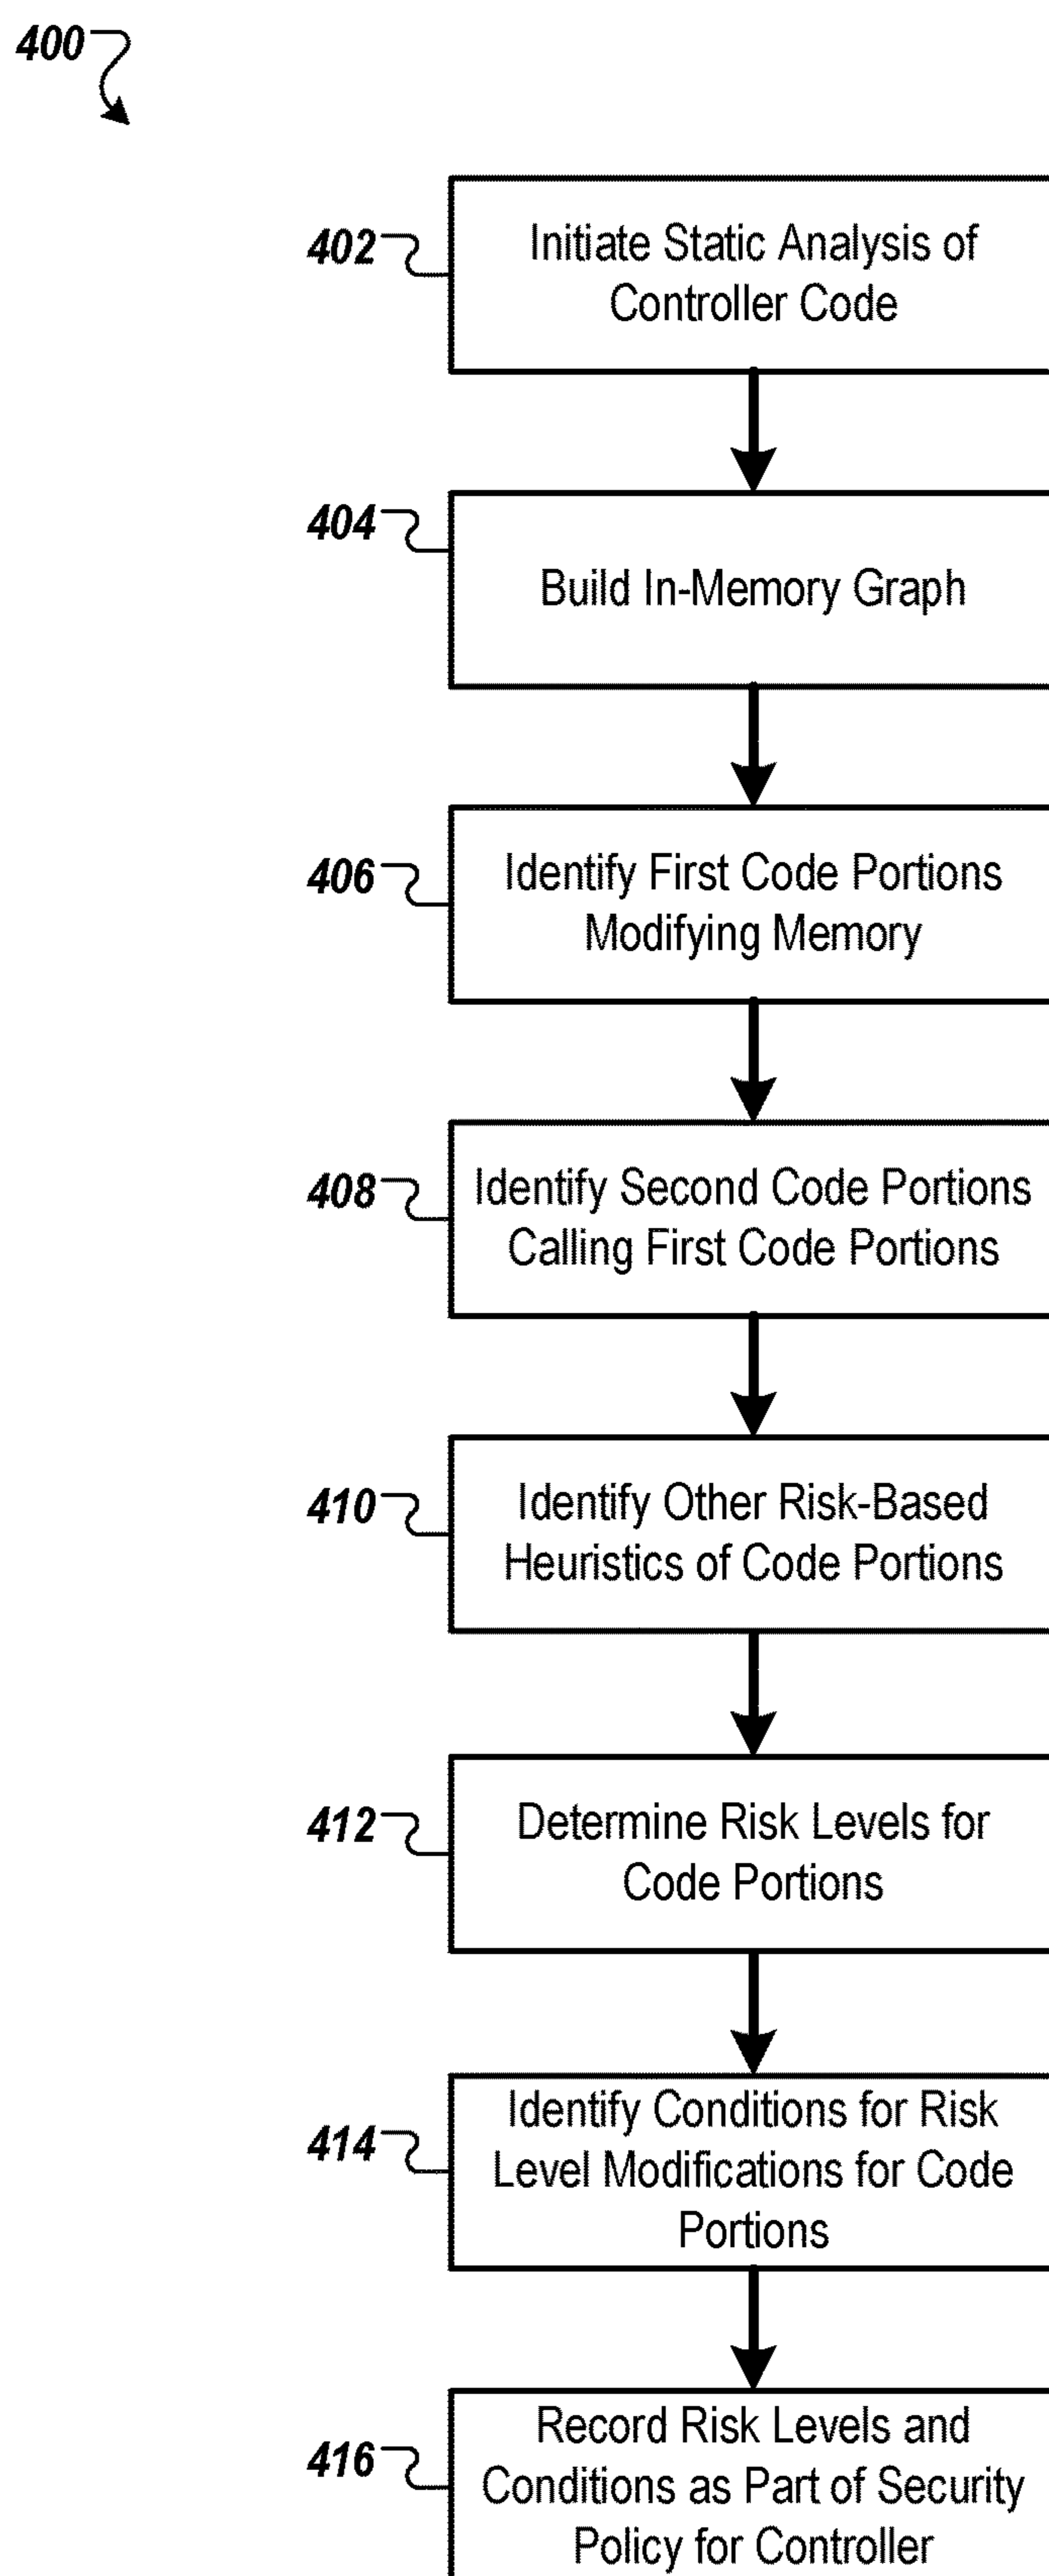 400
402
Initiate Static Analysis of
Controller Code
404
Build In-Memory Graph
406
Identify First Code Portions
Modifying Memory
408
Identify Second Code Portions
Calling First Code Portions
410
Identify Other Risk-Based
Heuristics of Code Portions
412
Determine Risk Levels for
Code Portions
414
Identify Conditions for Risk
Level Modifications for Code
Portions
416
Record Risk Levels and
Conditions as Part of Security
Policy for Controller